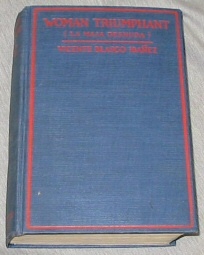 WOMAN TRIUMPHANT
(LA MAJA DESNUDA)
VICENTE BLASCO IBAÑEZ